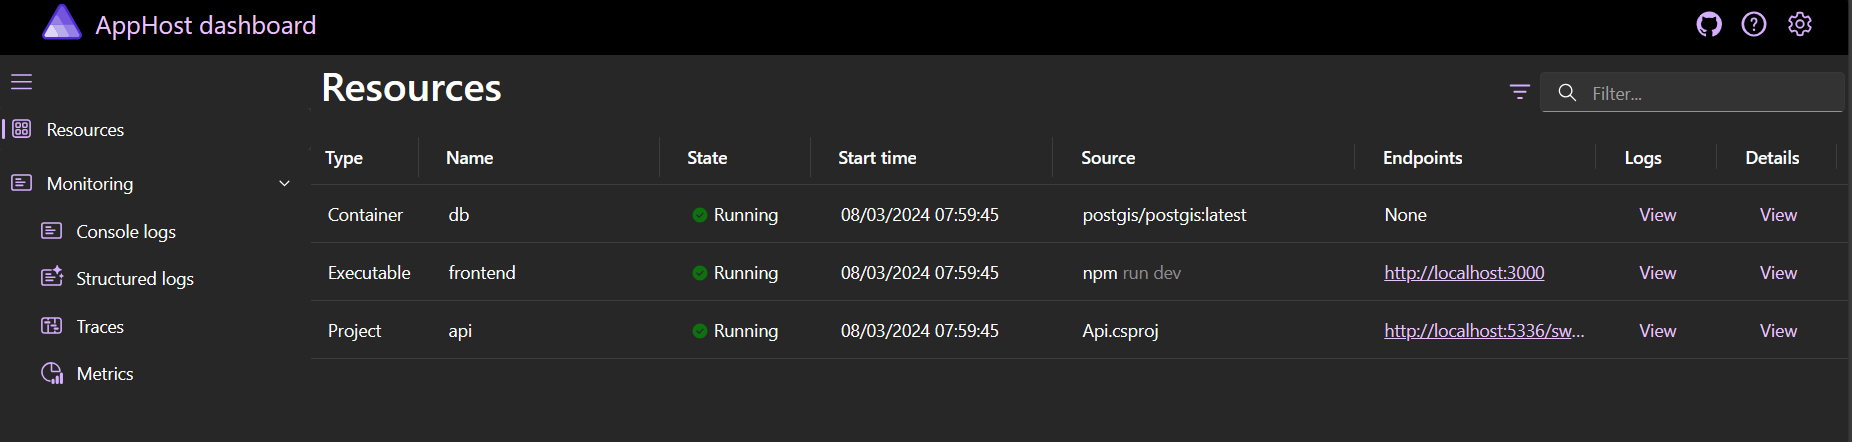 AppHost dashboard
Resources
Monitoring
Console logs
Structured logs
Traces
Metrics
Resources
Filter...
Type Name State Start time Source Endpoints Logs Details
Container db Running 08/03/2024 07:59:45 postgis/postgis:latest None View View
Executable frontend Running 08/03/2024 07:59:45 npm run dev http://localhost:3000 View View
Project api Running 08/03/2024 07:59:45 Api.csproj http://localhost:5336/sw... View View